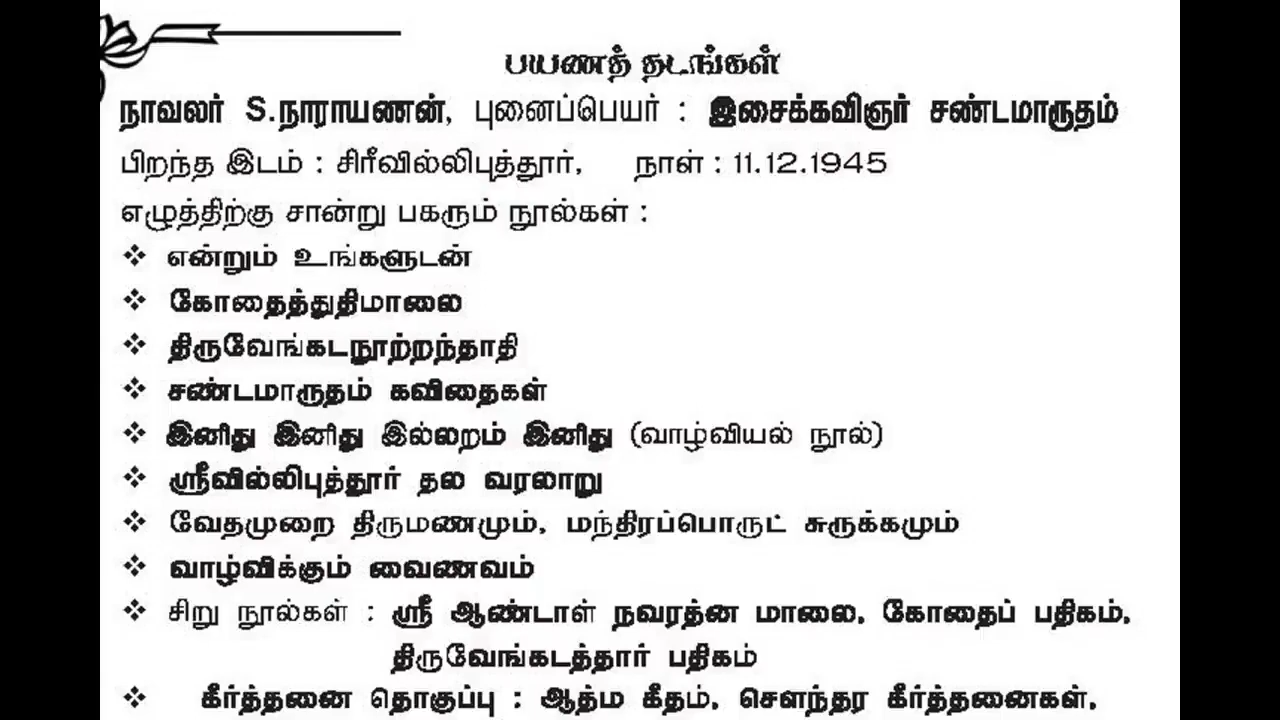 பயணத் தடங்கள்
நாவலர் S.நாராயணன், புனைப்பெயர் : இசைக்கவிஞர் சண்டமாருதம்
பிறந்த இடம் : சிரீவில்லிபுத்தூர், நாள் : 11.12.1945
எழுத்திற்கு சான்று பகரும் நூல்கள் :
❖ என்றும் உங்களுடன்
❖ கோதைத்துதிமாலை
❖ திருவேங்கடநூற்றந்தாதி
❖ சண்டமாருதம் கவிதைகள்
❖ இனிது இனிது இல்லறம் இனிது (வாழ்வியல் நூல்)
❖ ஸ்ரீவில்லிபுத்தூர் தல வரலாறு
❖ வேதமுறை திருமணமும், மந்திரப்பொருட் சுருக்கமும்
❖ வாழ்விக்கும் வைணவம்
❖ சிறு நூல்கள் : ஸ்ரீ ஆண்டாள் நவரத்ன மாலை, கோதைப் பதிகம்,
திருவேங்கடத்தார் பதிகம்
❖ கீர்த்தனை தொகுப்பு : ஆத்ம கீதம், சௌந்தர கீர்த்தனைகள்,